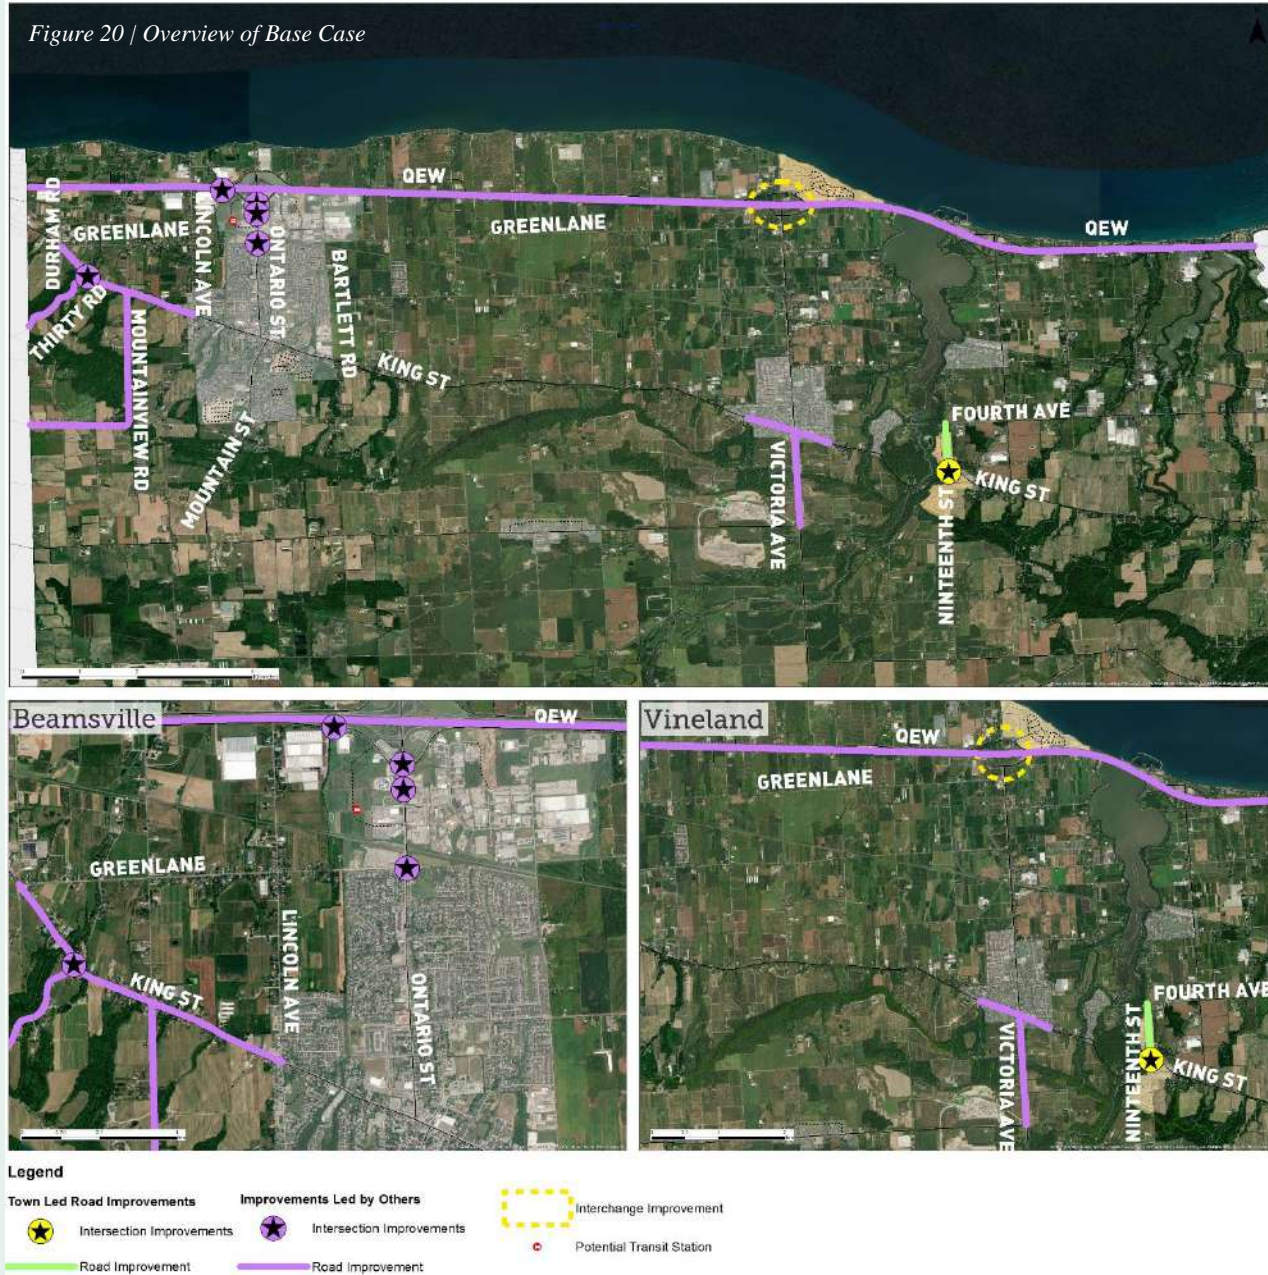 Figure 20 | Overview of Base Case
QEW
DURHAM RD
GREENLANE
LINCOLN AVE
GREENLANE
QEW
ONTARIO ST
BARTLETT RD
THIRTY RD
MOUNTAINVIEW RD
KING ST
MOUNTAIN ST
FOURTH AVE
VICTORIA AVE
KING ST
NINTEENTH ST
Beamsville
QEW
GREENLANE
LINCOLN AVE
KING ST
ONTARIO ST
Vineland
QEW
GREENLANE
FOURTH AVE
VICTORIA AVE
NINTEENTH ST
KING ST
Legend
Town Led Road Improvements
Intersection Improvements
Road Improvement
Improvements Led by Others
Intersection Improvements
Road Improvement
Interchange Improvement
Potential Transit Station